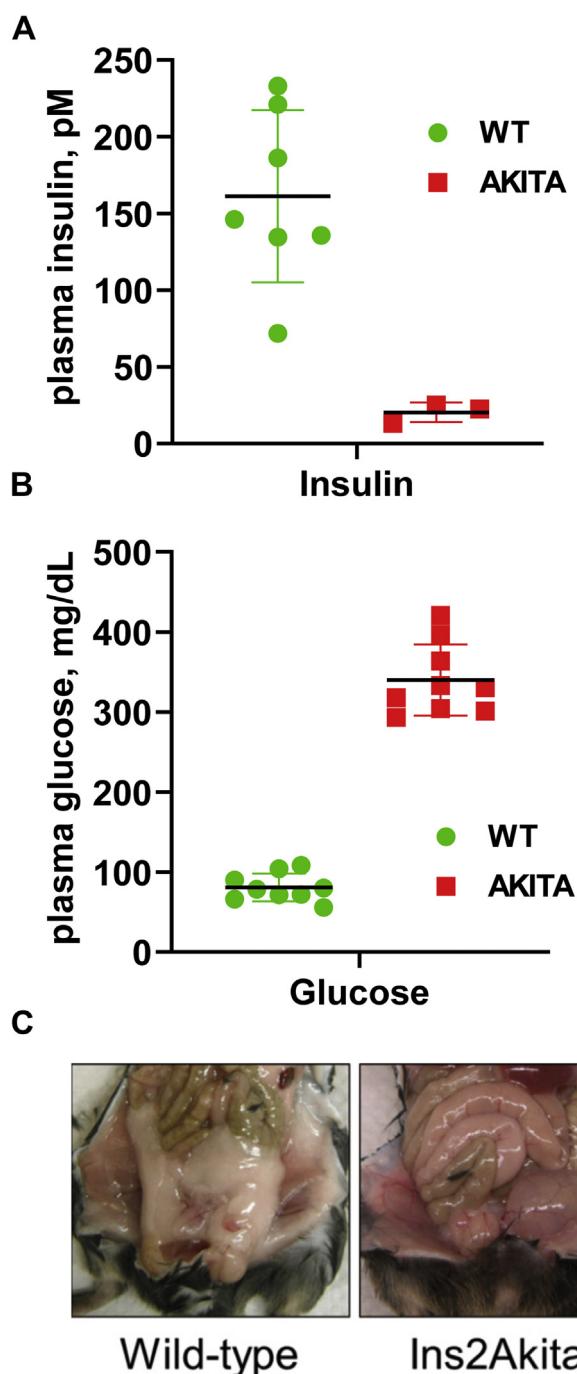 A
250
200
150
100
50
0
plasma insulin, pM
WT
AKITA
Insulin
B
500
400
300
200
100
0
plasma glucose, mg/dL
WT
AKITA
Glucose
C
Wild-type
Ins2Akita